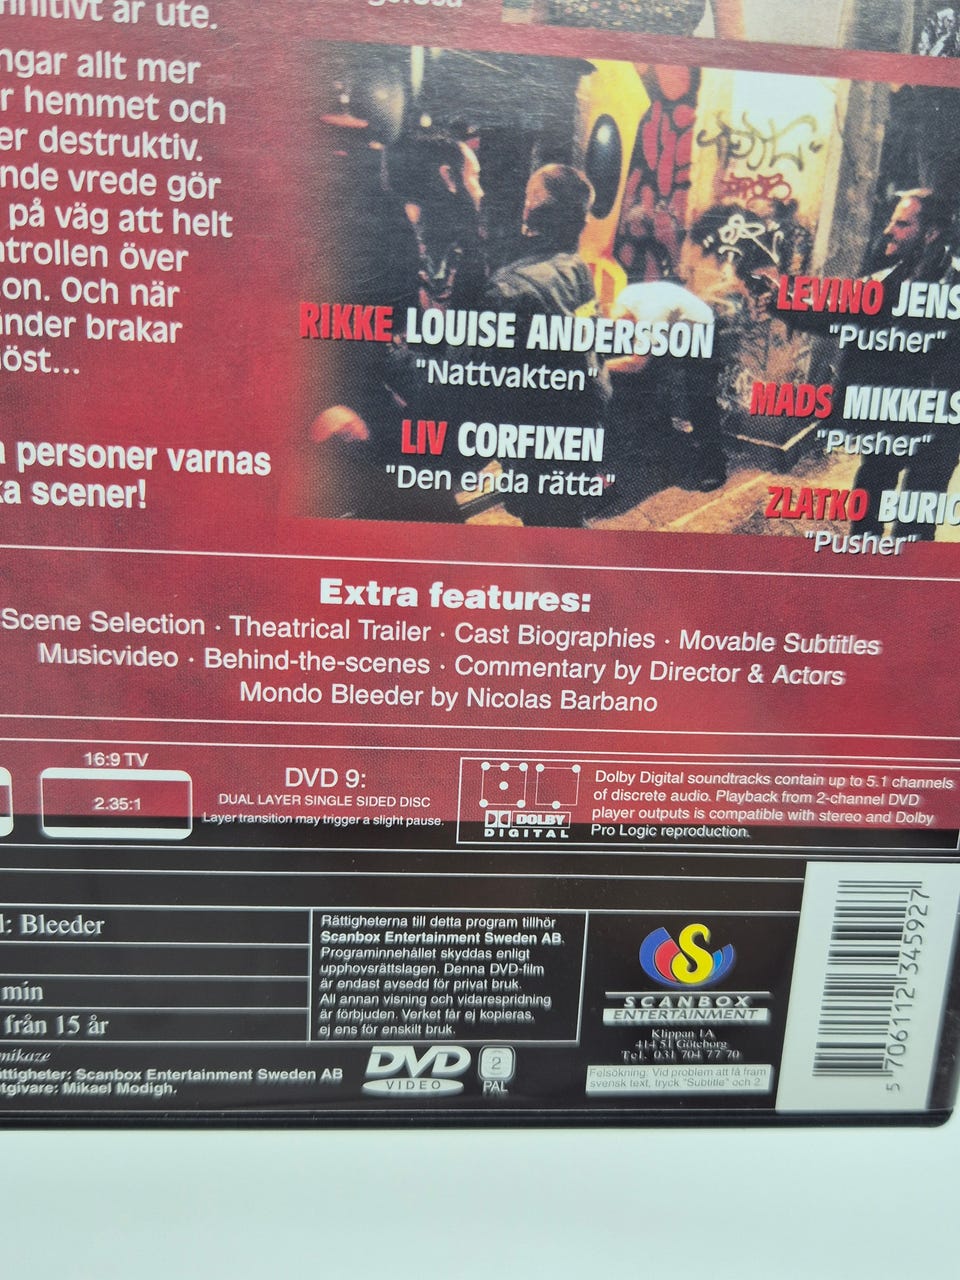 initivt är ute.
ngar allt mer
r hemmet och
er destruktiv.
nde vrede gör
på väg att helt
ntrollen över
on. Och när
änder brakar
löst...
personer varnas
ka scener!
RIKKE LOUISE ANDERSSON
"Nattvakten"
LIV CORFIXEN
"Den enda rätta"
LEVINO JENS
"Pusher"
MADS MIKKELS
"Pusher"
ZLATKO BURIC
"Pusher"
Extra features:
Scene Selection · Theatrical Trailer · Cast Biographies · Movable Subtitles
Musicvideo · Behind-the-scenes · Commentary by Director & Actors
Mondo Bleeder by Nicolas Barbano
16:9 TV
2.35:1
DVD 9:
DUAL LAYER SINGLE SIDED DISC
Layer transition may trigger a slight pause.
DOLBY
DIGITAL
Dolby Digital soundtracks contain up to 5.1 channels
of discrete audio. Playback from 2-channel DVD
player outputs is compatible with stereo and Dolby
Pro Logic reproduction.
l: Bleeder
min
från 15 år
mikaze
ttigheter: Scanbox Entertainment Sweden AB
tgivare: Mikael Modigh.
Rättigheterna till detta program tillhör
Scanbox Entertainment Sweden AB.
Programinnehållet skyddas enligt
upphovsrättslagen. Denna DVD-film
är endast avsedd för privat bruk.
All annan visning och vidarespridning
är förbjuden. Verket får ej kopieras,
ej ens för enskilt bruk.
DVD
VIDEO
2
PAL
S
SCANBOX
ENTERTAINMENT
Klippan 1A
414 51 Göteborg
Tel. 031 704 77 70
Felsökning: Vid problem att få fram
svensk text, tryck "Subtitle" och 2.
5 706112 345927